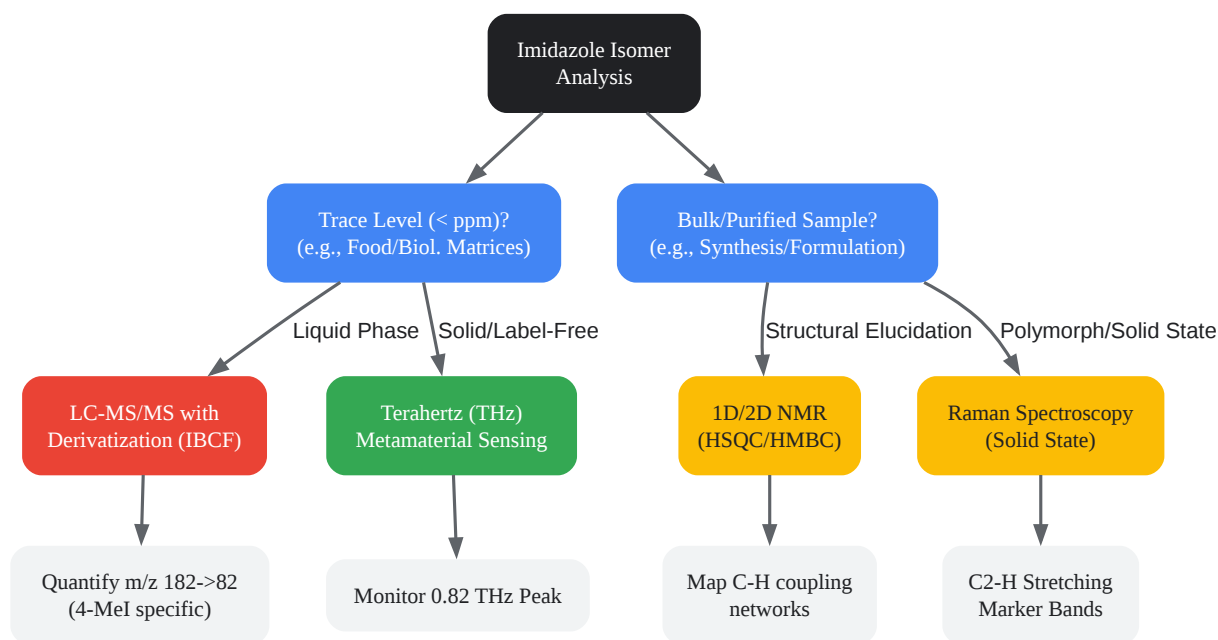 Imidazole Isomer
Analysis
Trace Level (< ppm)?
(e.g., Food/Biol. Matrices)
Bulk/Purified Sample?
(e.g., Synthesis/Formulation)
Liquid Phase
Solid/Label-Free
Structural Elucidation
Polymorph/Solid State
LC-MS/MS with
Derivatization (IBCF)
Terahertz (THz)
Metamaterial Sensing
1D/2D NMR
(HSQC/HMBC)
Raman Spectroscopy
(Solid State)
Quantify m/z 182->82
(4-MeI specific)
Monitor 0.82 THz Peak
Map C-H coupling
networks
C2-H Stretching
Marker Bands